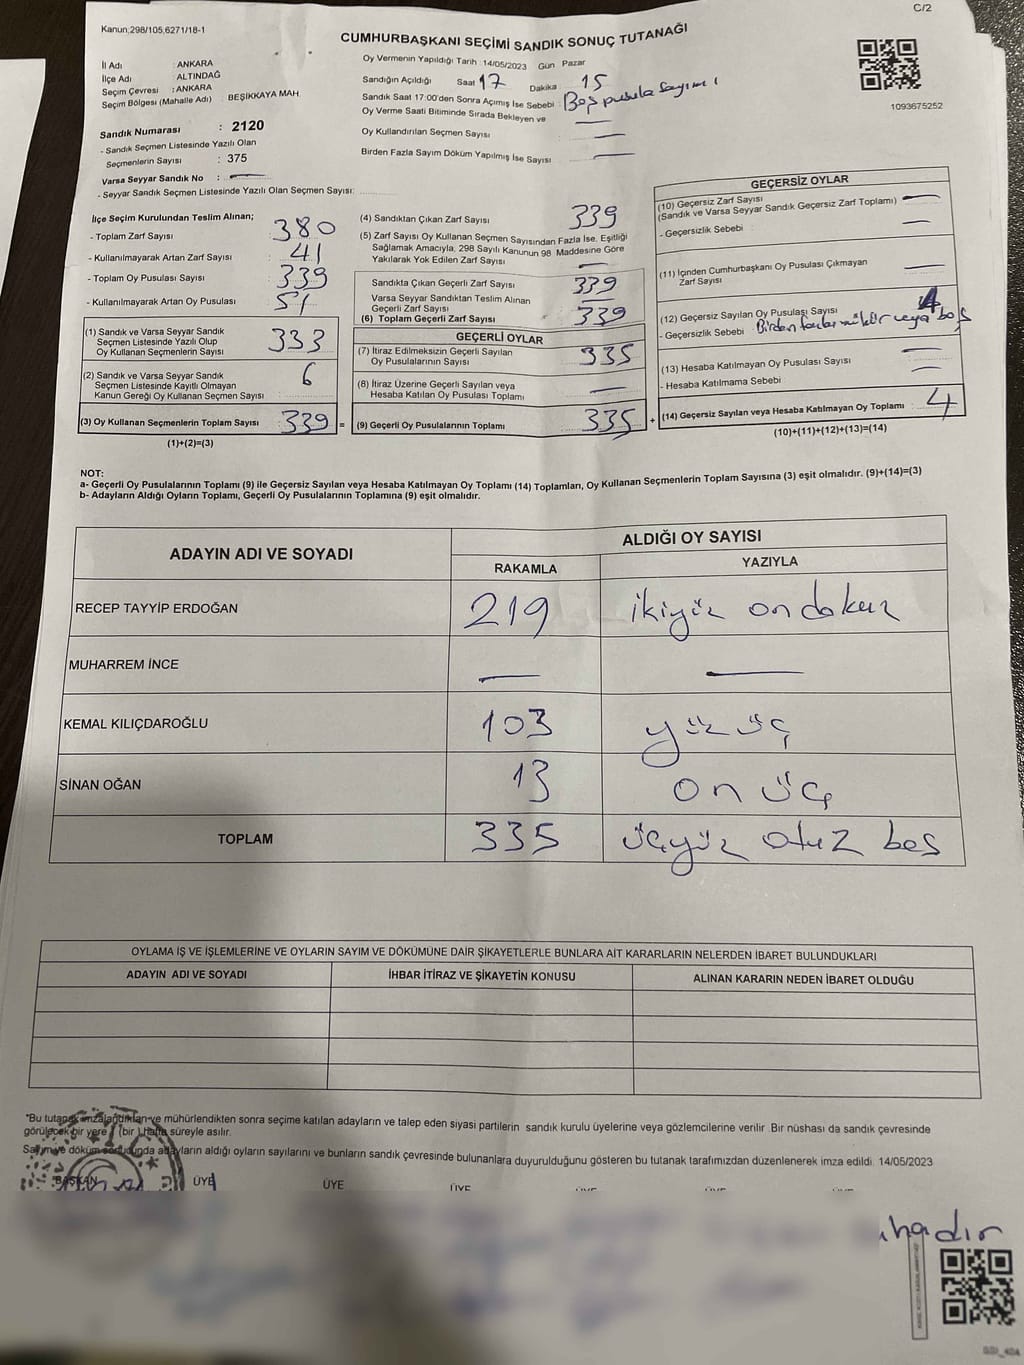 C/2
Kanun;298/105,6271/18-1
CUMHURBAŞKANI SEÇİMİ SANDIK SONUÇ TUTANAĞI
İl Adı : ANKARA
İlçe Adı : ALTINDAĞ
Seçim Çevresi : ANKARA
Seçim Bölgesi (Mahalle Adı) : BEŞİKKAYA MAH.
Sandık Numarası : 2120
- Sandık Seçmen Listesinde Yazılı Olan
Seçmenlerin Sayısı : 375
Varsa Seyyar Sandık No : —
- Seyyar Sandık Seçmen Listesinde Yazılı Olan Seçmen Sayısı:
Oy Vermenin Yapıldığı Tarih : 14/05/2023 Gün Pazar
Sandığın Açıldığı Saat 17 Dakika 15
Sandık Saat 17:00'den Sonra Açımış İse Sebebi : Boş pusula sayımı
Oy Verme Saati Bitiminde Sırada Bekleyen ve —
Oy Kullandırılan Seçmen Sayısı —
Birden Fazla Sayım Döküm Yapılmış İse Sayısı —
1093675252
İlçe Seçim Kurulundan Teslim Alınan;
- Toplam Zarf Sayısı : 380
- Kullanılmayarak Artan Zarf Sayısı : 41
- Toplam Oy Pusulası Sayısı : 339
- Kullanılmayarak Artan Oy Pusulası : 51
(1) Sandık ve Varsa Seyyar Sandık
Seçmen Listesinde Yazılı Olup
Oy Kullanan Seçmenlerin Sayısı 333
(2) Sandık ve Varsa Seyyar Sandık
Seçmen Listesinde Kayıtlı Olmayan
Kanun Gereği Oy Kullanan Seçmen Sayısı 6
(3) Oy Kullanan Seçmenlerin Toplam Sayısı 339 =
(1)+(2)=(3)
(4) Sandıktan Çıkan Zarf Sayısı 339
(5) Zarf Sayısı Oy Kullanan Seçmen Sayısından Fazla İse, Eşitliği
Sağlamak Amacıyla, 298 Sayılı Kanunun 98 Maddesine Göre
Yakılarak Yok Edilen Zarf Sayısı —
Sandıkta Çıkan Geçerli Zarf Sayısı 339
Varsa Seyyar Sandıktan Teslim Alınan
Geçerli Zarf Sayısı —
(6) Toplam Geçerli Zarf Sayısı 339
GEÇERLİ OYLAR
(7) İtiraz Edilmeksizin Geçerli Sayılan
Oy Pusulalarının Sayısı 335
(8) İtiraz Üzerine Geçerli Sayılan veya
Hesaba Katılan Oy Pusulası Toplamı —
(9) Geçerli Oy Pusulalarının Toplamı 335 +
GEÇERSİZ OYLAR
(10) Geçersiz Zarf Sayısı
(Sandık ve Varsa Seyyar Sandık Geçersiz Zarf Toplamı) —
- Geçersizlik Sebebi —
(11) İçinden Cumhurbaşkanı Oy Pusulası Çıkmayan
Zarf Sayısı —
(12) Geçersiz Sayılan Oy Pusulası Sayısı 4
- Geçersizlik Sebebi : Birden fazla mühür veya boş
(13) Hesaba Katılmayan Oy Pusulası Sayısı —
- Hesaba Katılmama Sebebi —
(14) Geçersiz Sayılan veya Hesaba Katılmayan Oy Toplamı 4
(10)+(11)+(12)+(13)=(14)
NOT:
a- Geçerli Oy Pusulalarının Toplamı (9) ile Geçersiz Sayılan veya Hesaba Katılmayan Oy Toplamı (14) Toplamları, Oy Kullanan Seçmenlerin Toplam Sayısına (3) eşit olmalıdır. (9)+(14)=(3)
b- Adayların Aldığı Oyların Toplamı, Geçerli Oy Pusulalarının Toplamına (9) eşit olmalıdır.
ADAYIN ADI VE SOYADI
ALDIĞI OY SAYISI
RAKAMLA YAZIYLA
RECEP TAYYİP ERDOĞAN 219 ikiyüz ondokuz
MUHARREM İNCE — —
KEMAL KILIÇDAROĞLU 103 yüz üç
SİNAN OĞAN 13 on üç
TOPLAM 335 üçyüz otuz beş
OYLAMA İŞ VE İŞLEMLERİNE VE OYLARIN SAYIM VE DÖKÜMÜNE DAİR ŞİKAYETLERLE BUNLARA AİT KARARLARIN NELERDEN İBARET BULUNDUKLARI
ADAYIN ADI VE SOYADI İHBAR İTİRAZ VE ŞİKAYETİN KONUSU ALINAN KARARIN NEDEN İBARET OLDUĞU
*Bu tutanak imzalandıktan ve mühürlendikten sonra seçime katılan adayların ve talep eden siyasi partilerin sandık kurulu üyelerine veya gözlemcilerine verilir. Bir nüshası da sandık çevresinde
görülecek bir yere (bir) hafta süreyle asılır.
Sayım ve döküm sonucunda adayların aldığı oyların sayılarını ve bunların sandık çevresinde bulunanlara duyurulduğunu gösteren bu tutanak tarafımızdan düzenlenerek imza edildi. 14/05/2023
BAŞKAN ÜYE ÜYE ÜYE